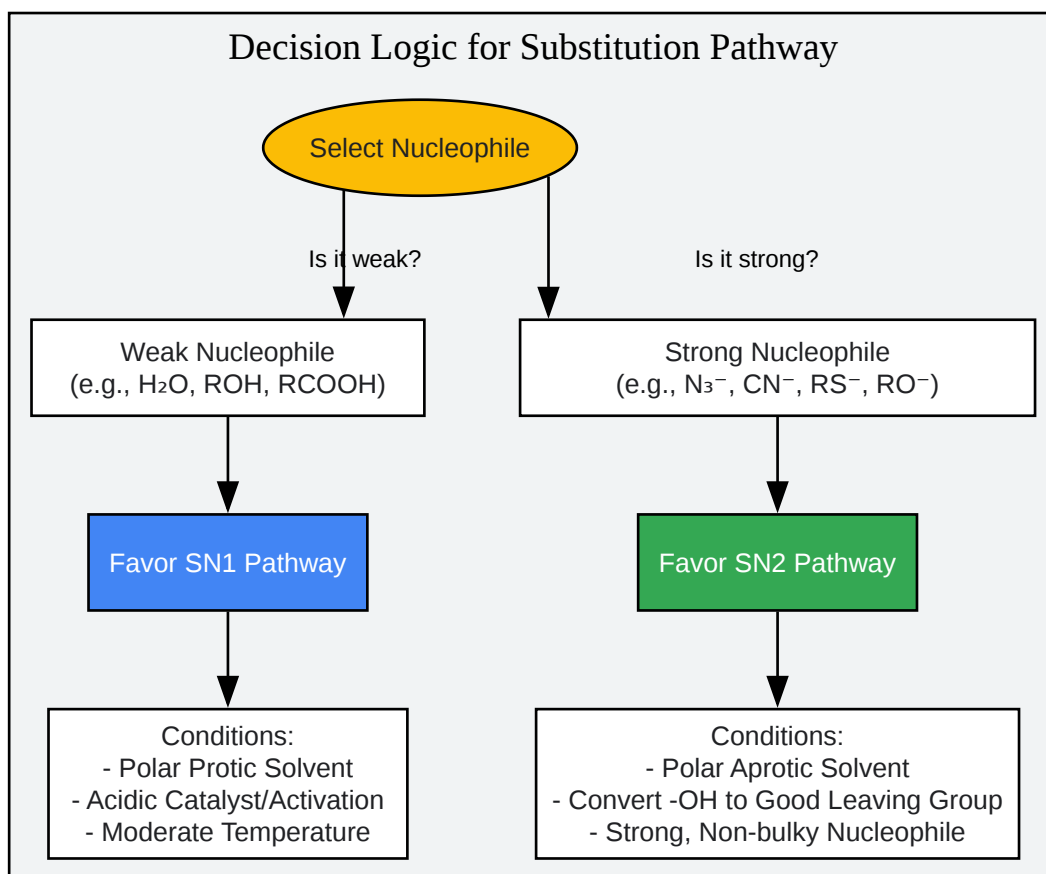 Decision Logic for Substitution Pathway
Select Nucleophile
Is it weak?
Is it strong?
Weak Nucleophile
(e.g., H₂O, ROH, RCOOH)
Strong Nucleophile
(e.g., N₃⁻, CN⁻, RS⁻, RO⁻)
Favor SN1 Pathway
Favor SN2 Pathway
Conditions:
- Polar Protic Solvent
- Acidic Catalyst/Activation
- Moderate Temperature
Conditions:
- Polar Aprotic Solvent
- Convert -OH to Good Leaving Group
- Strong, Non-bulky Nucleophile